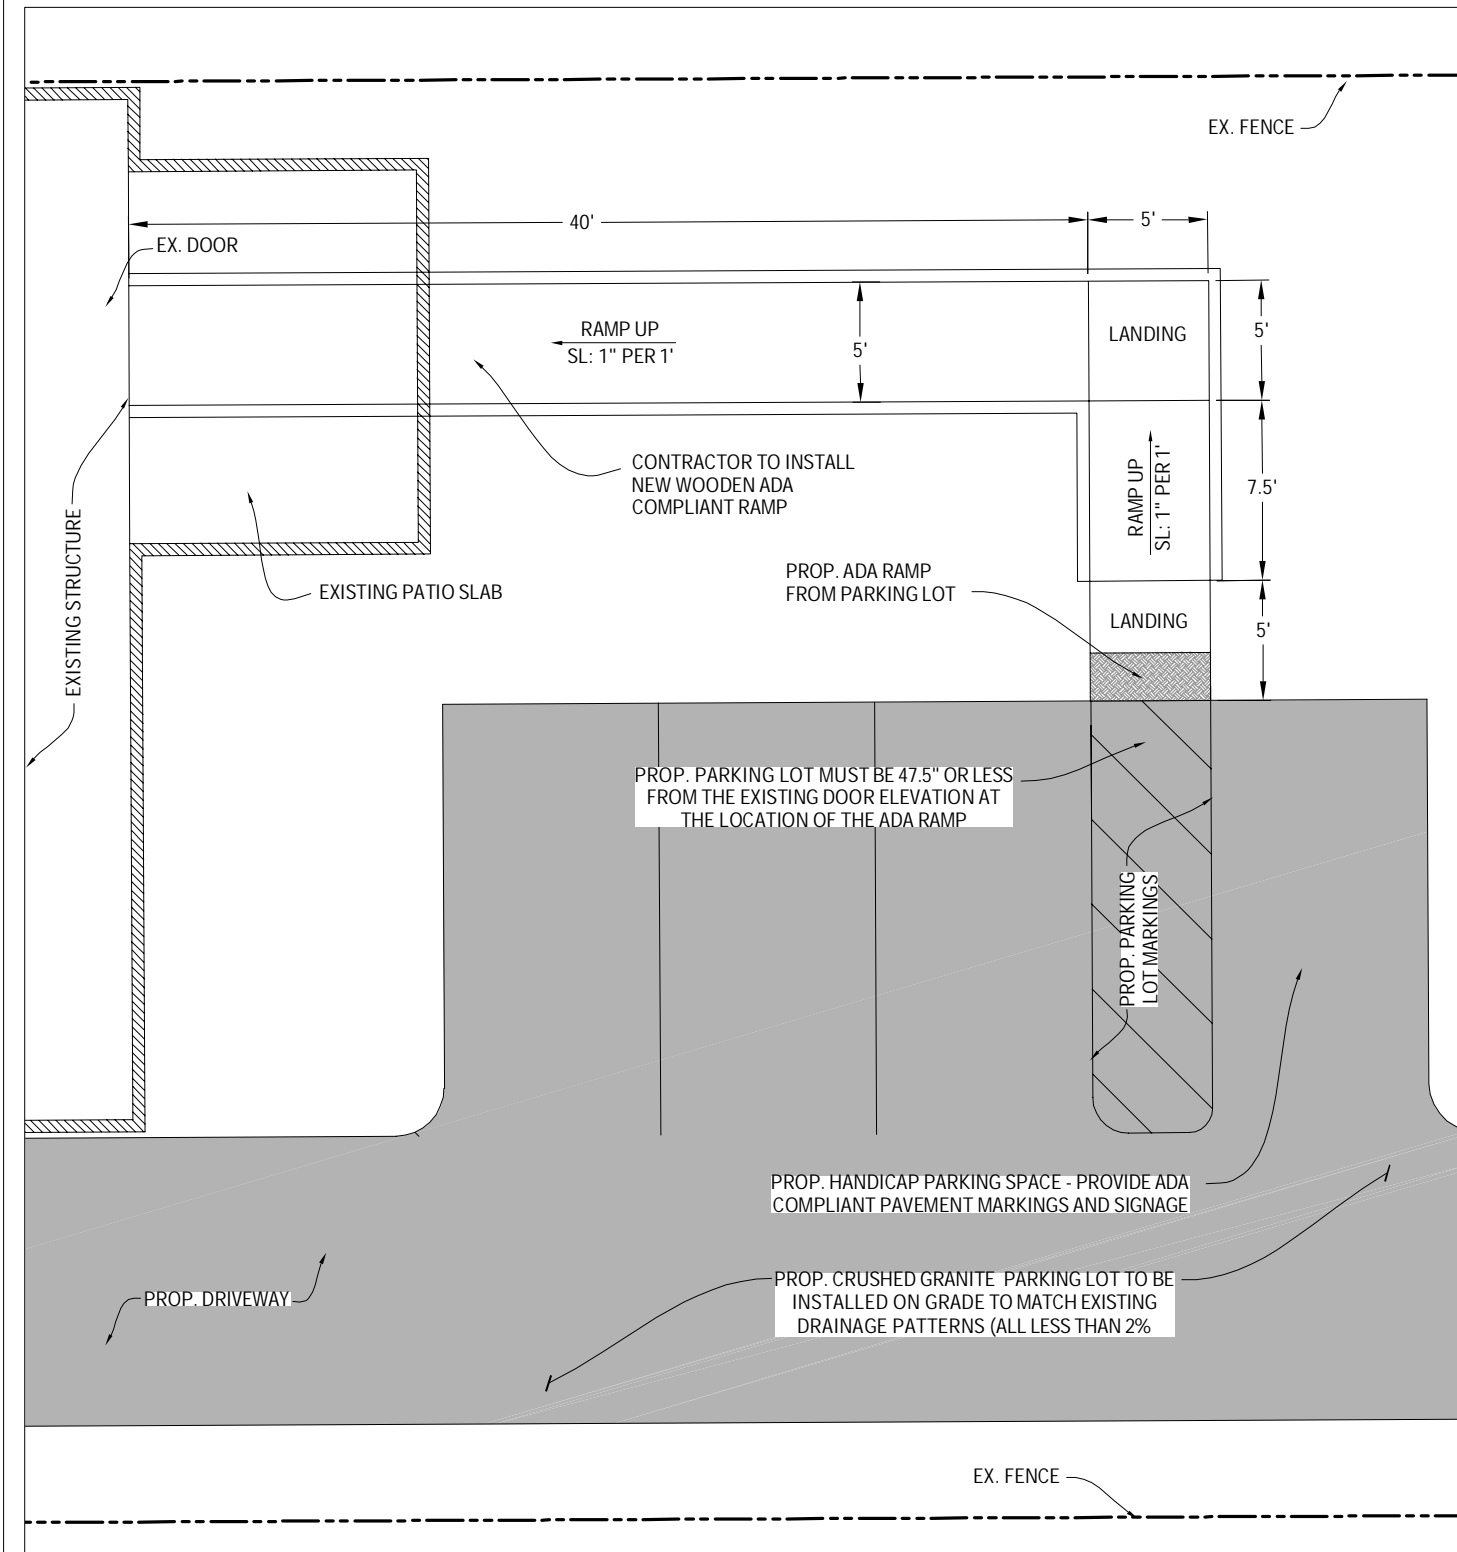 EX. FENCE
40'
5'
EX. DOOR
RAMP UP
SL: 1" PER 1'
5'
LANDING
5'
CONTRACTOR TO INSTALL
NEW WOODEN ADA
COMPLIANT RAMP
RAMP UP
SL: 1" PER 1'
7.5'
EXISTING STRUCTURE
EXISTING PATIO SLAB
PROP. ADA RAMP
FROM PARKING LOT
LANDING
5'
PROP. PARKING LOT MUST BE 47.5" OR LESS
FROM THE EXISTING DOOR ELEVATION AT
THE LOCATION OF THE ADA RAMP
PROP. PARKING
LOT MARKINGS
PROP. HANDICAP PARKING SPACE - PROVIDE ADA
COMPLIANT PAVEMENT MARKINGS AND SIGNAGE
PROP. DRIVEWAY
PROP. CRUSHED GRANITE PARKING LOT TO BE
INSTALLED ON GRADE TO MATCH EXISTING
DRAINAGE PATTERNS (ALL LESS THAN 2%
EX. FENCE